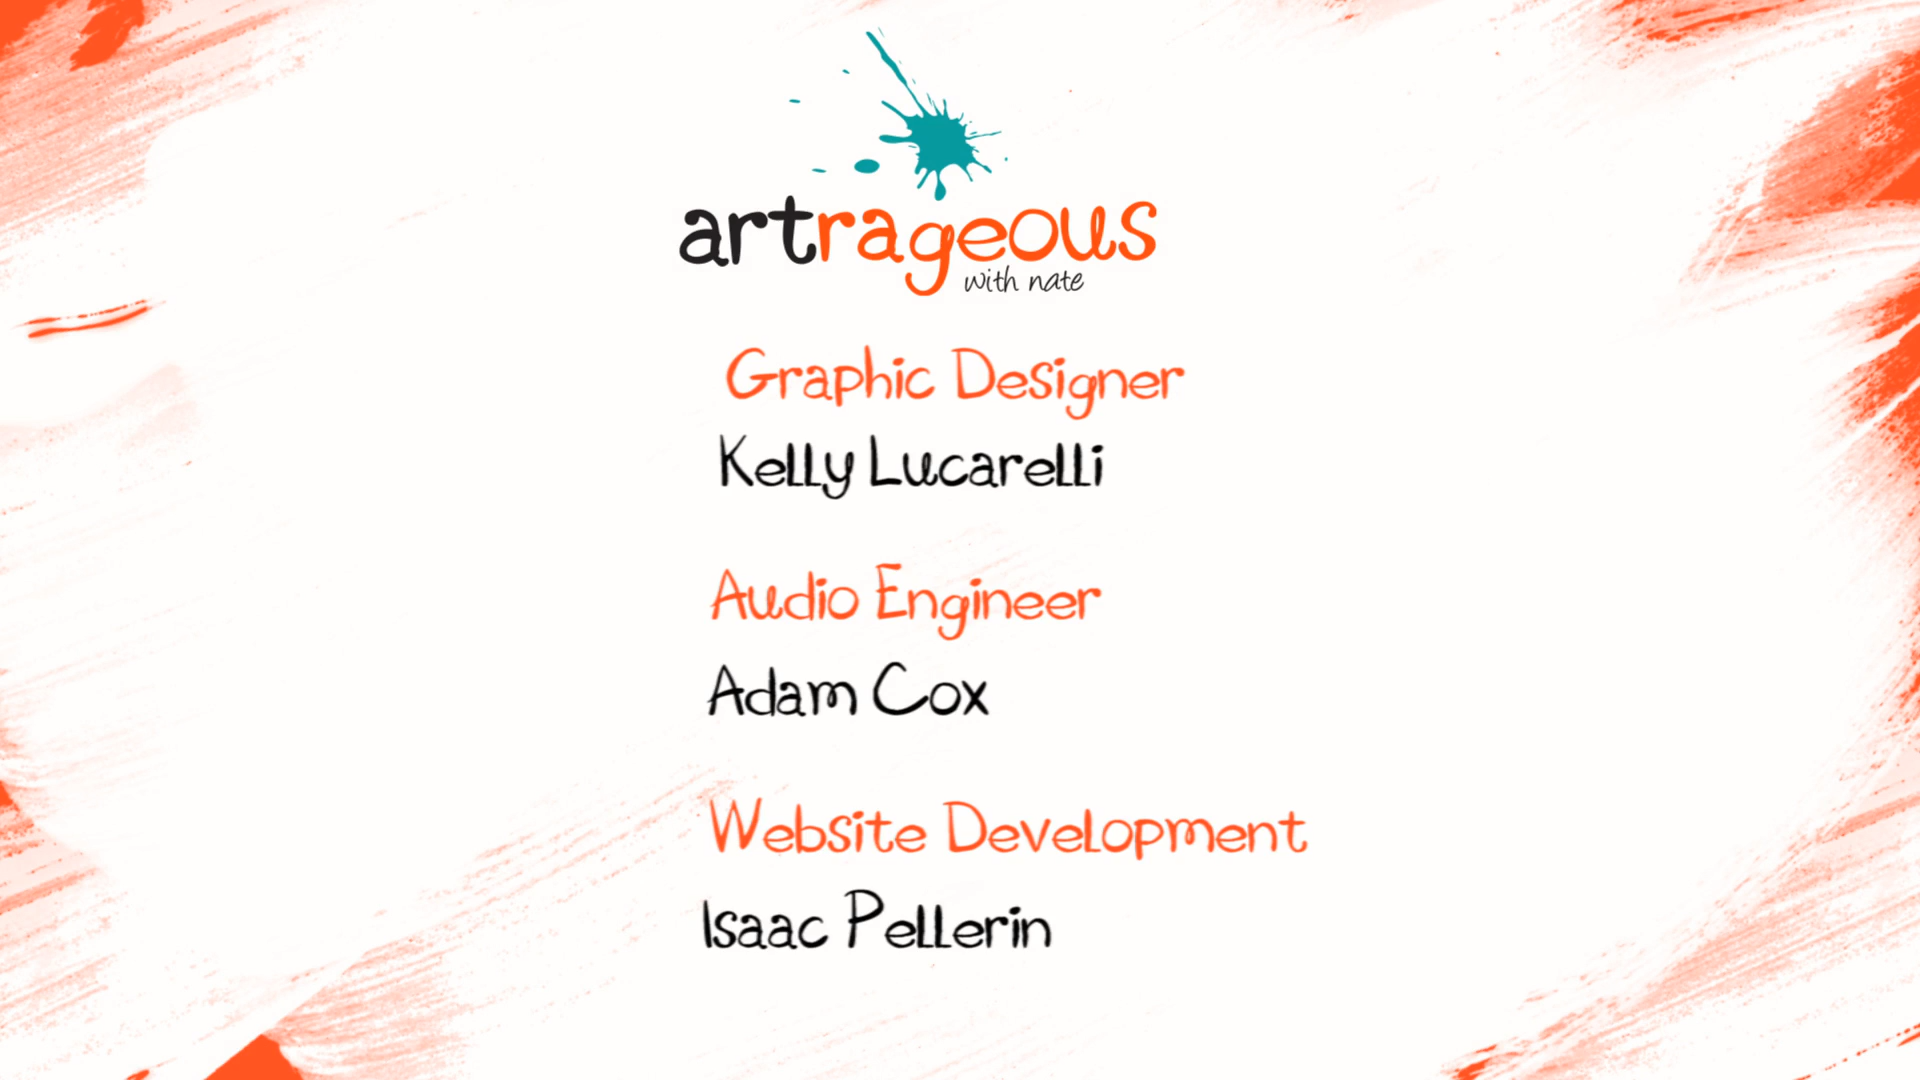 artrageous
with nate
Graphic Designer
Kelly Lucarelli
Audio Engineer
Adam Cox
Website Development
Isaac Pellerin